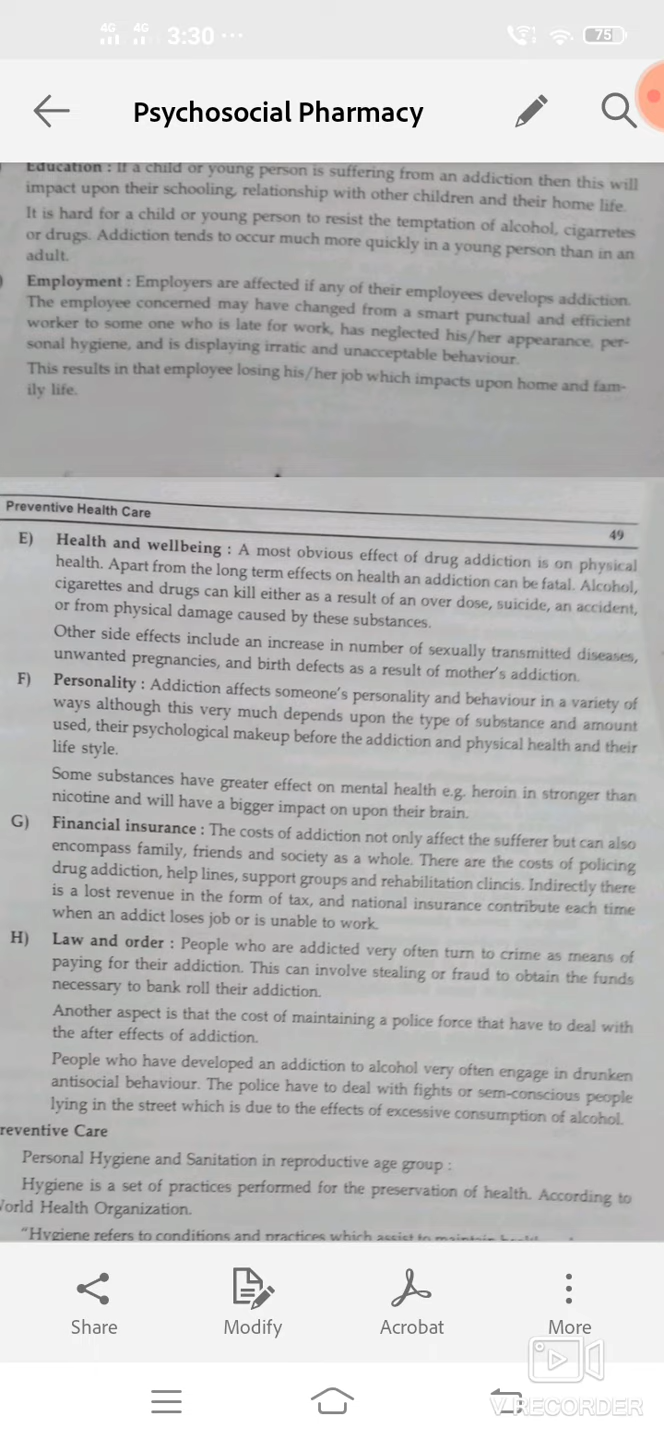 4G 4G 3:30 ... 75
Psychosocial Pharmacy
Education : If a child or young person is suffering from an addiction then this will
impact upon their schooling, relationship with other children and their home life.
It is hard for a child or young person to resist the temptation of alcohol, cigarretes
or drugs. Addiction tends to occur much more quickly in a young person than in an
adult.
Employment : Employers are affected if any of their employees develops addiction.
The employee concerned may have changed from a smart punctual and efficient
worker to some one who is late for work, has neglected his/her appearance, per-
sonal hygiene, and is displaying irratic and unacceptable behaviour.
This results in that employee losing his/her job which impacts upon home and fam-
ily life.
Preventive Health Care
49
E) Health and wellbeing : A most obvious effect of drug addiction is on physical
health. Apart from the long term effects on health an addiction can be fatal. Alcohol,
cigarettes and drugs can kill either as a result of an over dose, suicide, an accident,
or from physical damage caused by these substances.
Other side effects include an increase in number of sexually transmitted diseases,
unwanted pregnancies, and birth defects as a result of mother's addiction.
F) Personality : Addiction affects someone's personality and behaviour in a variety of
ways although this very much depends upon the type of substance and amount
used, their psychological makeup before the addiction and physical health and their
life style.
Some substances have greater effect on mental health e.g. heroin in stronger than
nicotine and will have a bigger impact on upon their brain.
G) Financial insurance : The costs of addiction not only affect the sufferer but can also
encompass family, friends and society as a whole. There are the costs of policing
drug addiction, help lines, support groups and rehabilitation clincis. Indirectly there
is a lost revenue in the form of tax, and national insurance contribute each time
when an addict loses job or is unable to work.
H) Law and order : People who are addicted very often turn to crime as means of
paying for their addiction. This can involve stealing or fraud to obtain the funds
necessary to bank roll their addiction.
Another aspect is that the cost of maintaining a police force that have to deal with
the after effects of addiction.
People who have developed an addiction to alcohol very often engage in drunken
antisocial behaviour. The police have to deal with fights or sem-conscious people
lying in the street which is due to the effects of excessive consumption of alcohol.
reventive Care
Personal Hygiene and Sanitation in reproductive age group :
Hygiene is a set of practices performed for the preservation of health. According to
World Health Organization.
"Hygiene refers to conditions and practices which assist to maintain
Share Modify Acrobat More
V RECORDER